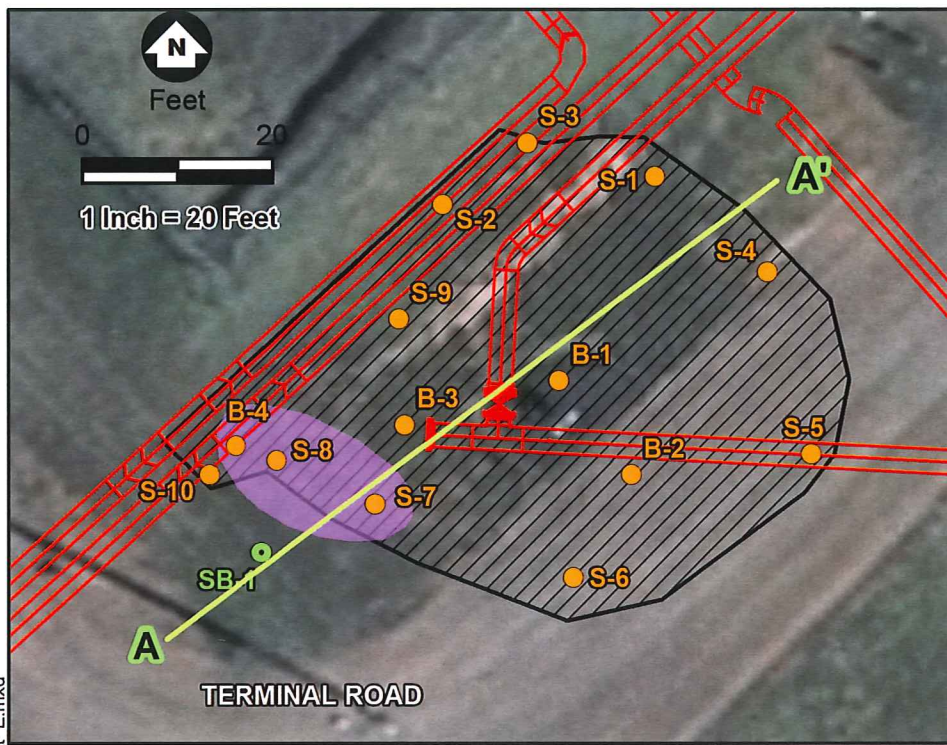 N
Feet
0 20
1 Inch = 20 Feet
S-3
S-1
A'
S-2
S-4
S-9
B-1
B-3
B-4
S-8
S-5
B-2
S-10
S-7
SB-1
S-6
A
TERMINAL ROAD